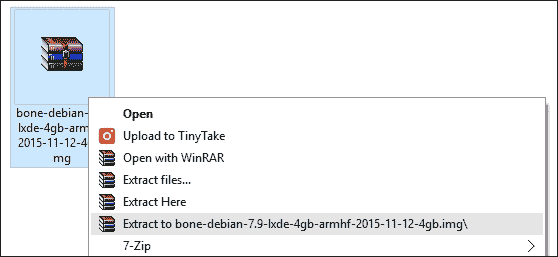 bone-debian-
lxde-4gb-arm
2015-11-12-4
mg
Open
Upload to TinyTake
Open with WinRAR
Extract files...
Extract Here
Extract to bone-debian-7.9-lxde-4gb-armhf-2015-11-12-4gb.img\
7-Zip